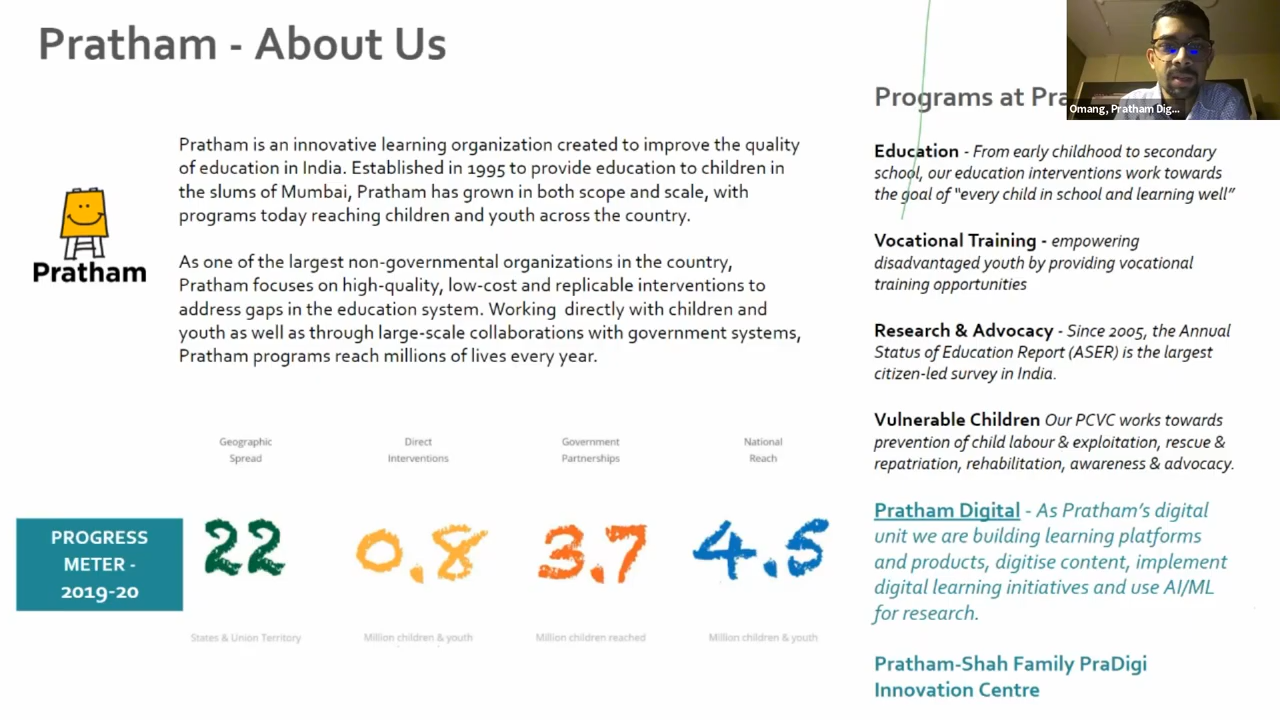 Pratham - About Us
Pratham is an innovative learning organization created to improve the quality
of education in India. Established in 1995 to provide education to children in
the slums of Mumbai, Pratham has grown in both scope and scale, with
programs today reaching children and youth across the country.
As one of the largest non-governmental organizations in the country,
Pratham focuses on high-quality, low-cost and replicable interventions to
address gaps in the education system. Working directly with children and
youth as well as through large-scale collaborations with government systems,
Pratham programs reach millions of lives every year.
Pratham
Geographic
Spread
Direct
Interventions
Government
Partnerships
National
Reach
PROGRESS
METER -
2019-20
22
0.8
3.7
4.5
States & Union Territory
Million children & youth
Million children reached
Million children & youth
Omang, Pratham Dig...
Programs at Pra
Education - From early childhood to secondary
school, our education interventions work towards
the goal of “every child in school and learning well”
Vocational Training - empowering
disadvantaged youth by providing vocational
training opportunities
Research & Advocacy - Since 2005, the Annual
Status of Education Report (ASER) is the largest
citizen-led survey in India.
Vulnerable Children Our PCVC works towards
prevention of child labour & exploitation, rescue &
repatriation, rehabilitation, awareness & advocacy.
Pratham Digital - As Pratham’s digital
unit we are building learning platforms
and products, digitise content, implement
digital learning initiatives and use AI/ML
for research.
Pratham-Shah Family PraDigi
Innovation Centre